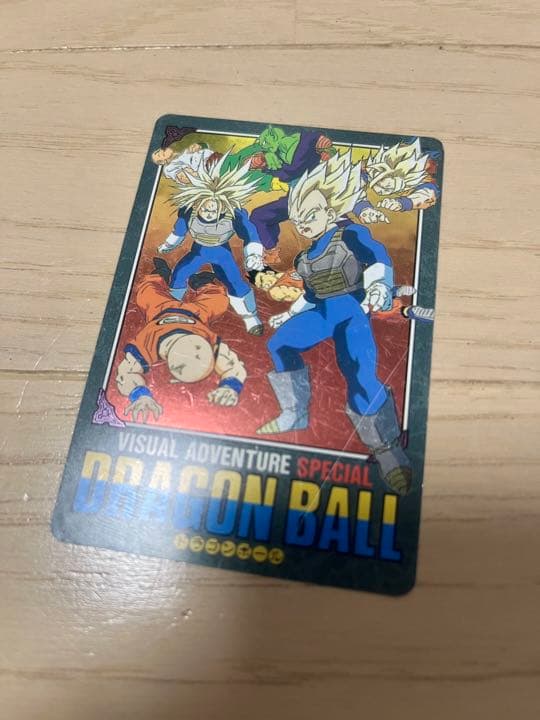 VISUAL ADVENTURE SPECIAL
DRAGON BALL
ドラゴンボール